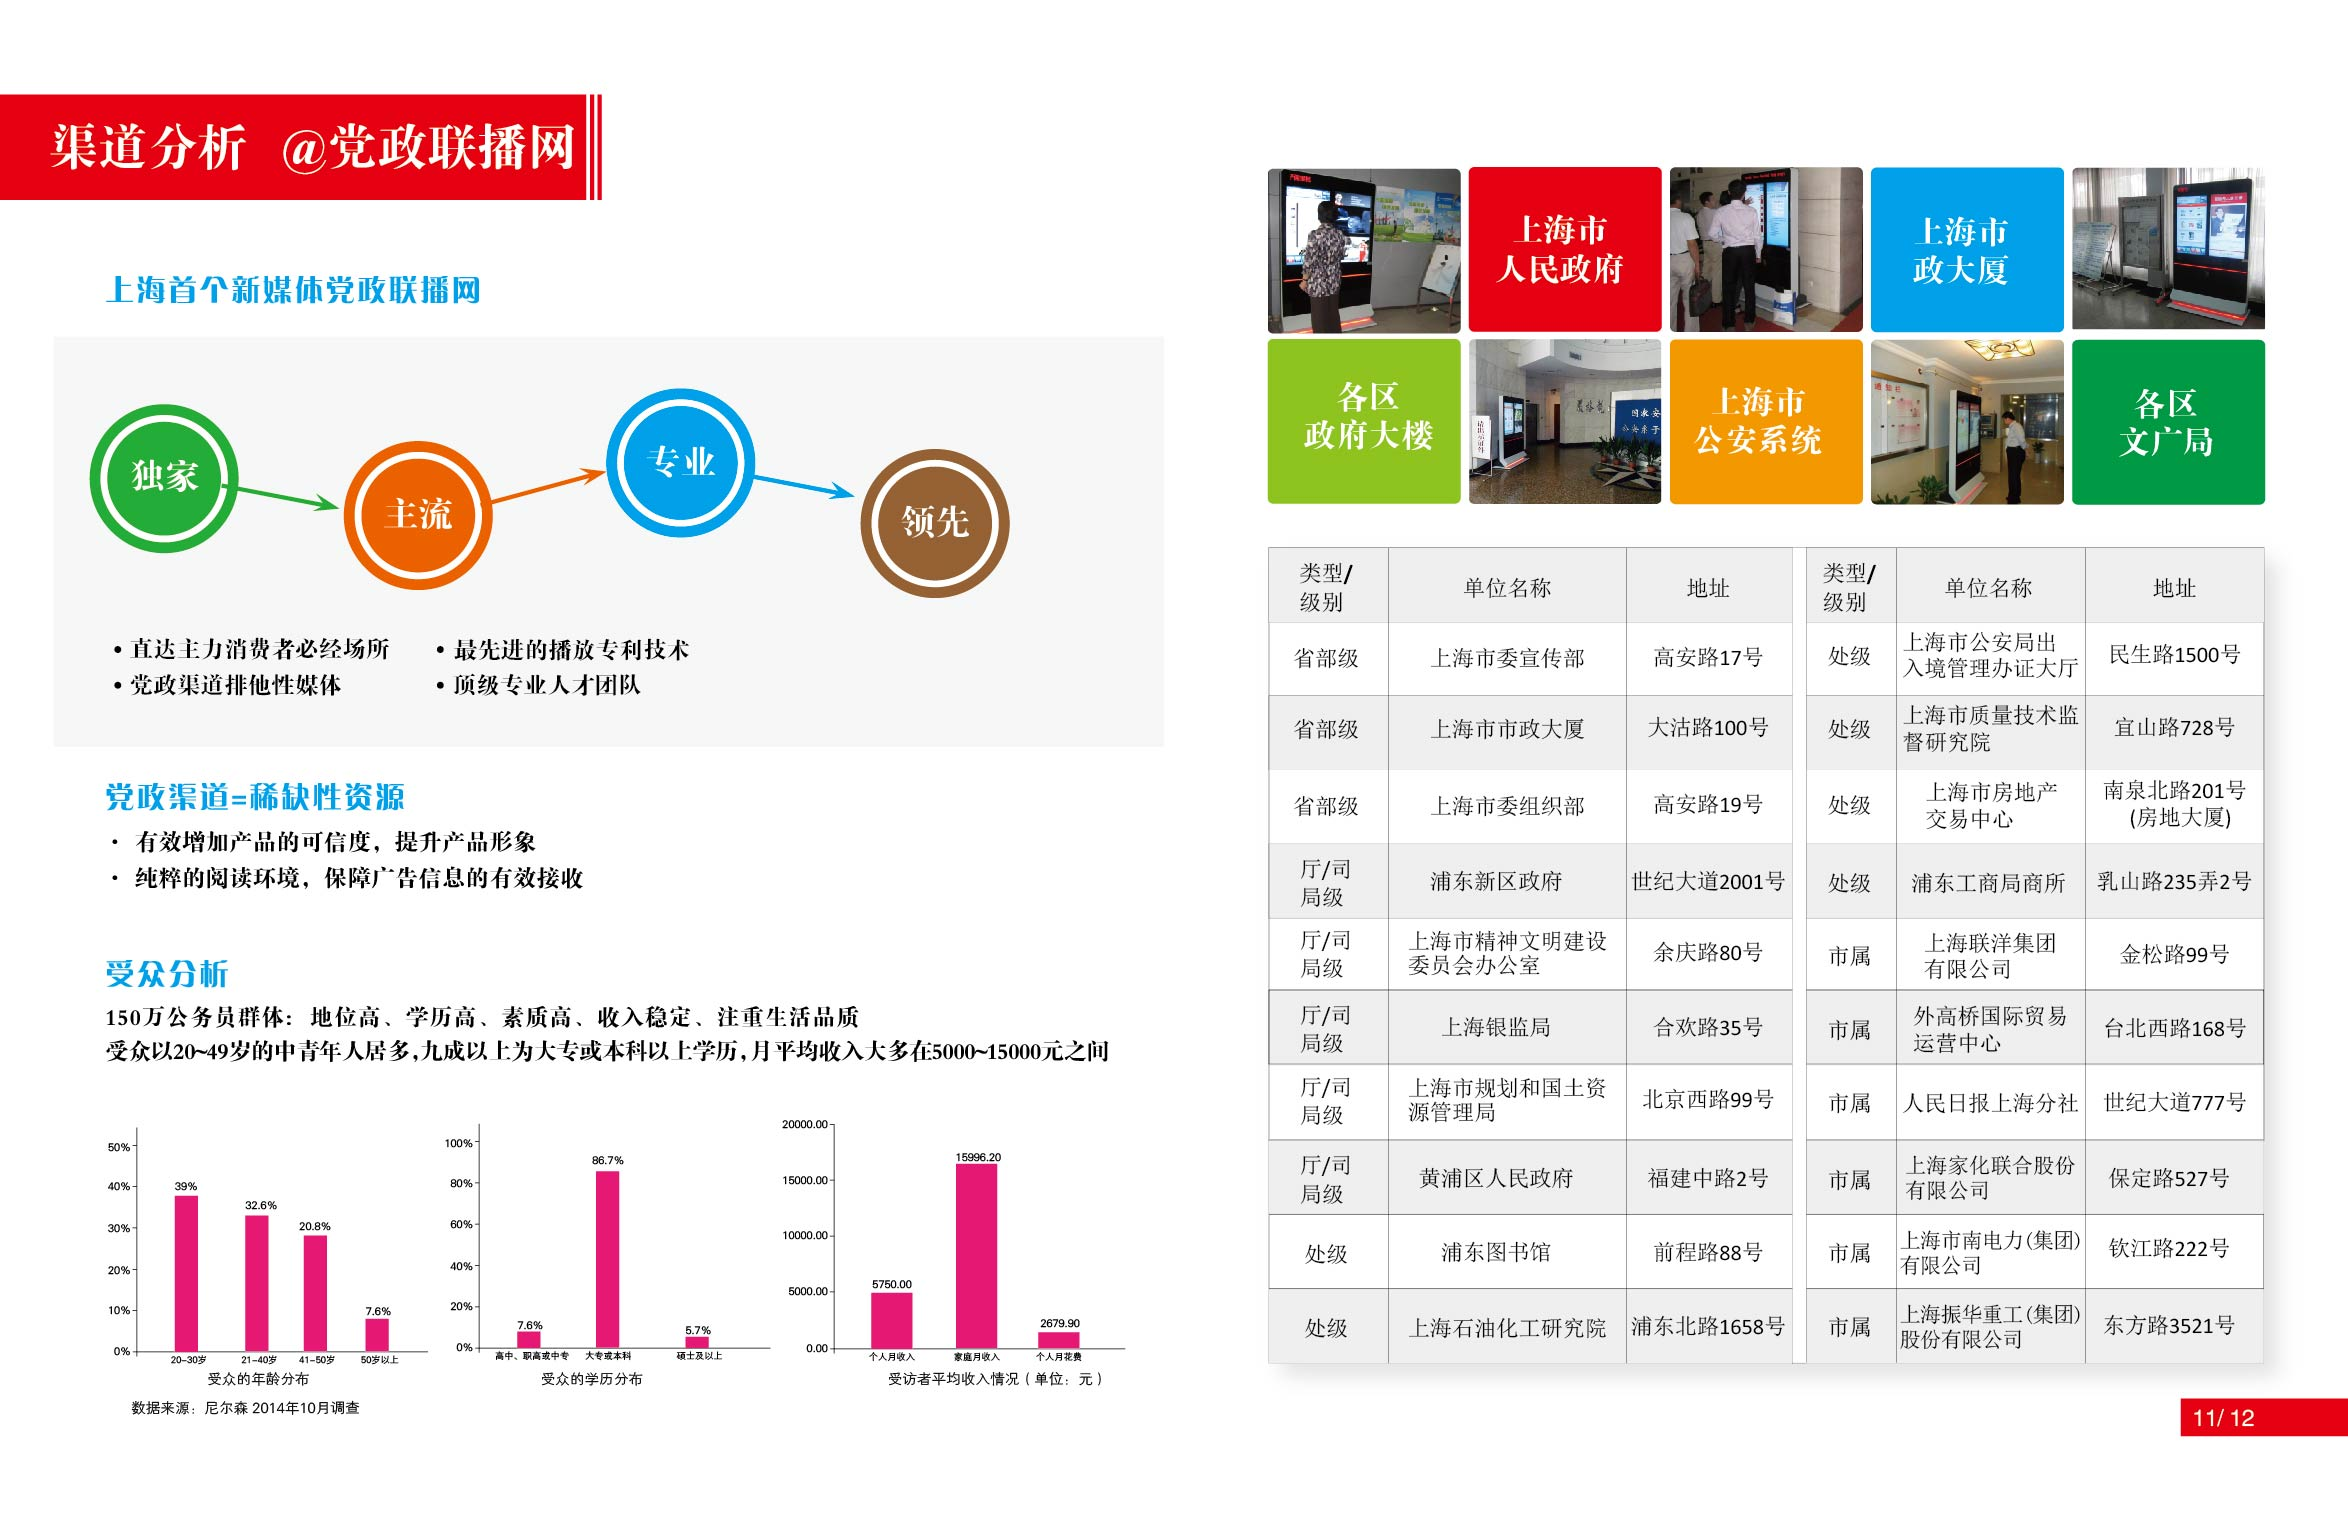 渠道分析 @党政联播网
上海首个新媒体党政联播网
独家
主流
专业
领先
•直达主力消费者必经场所
•党政渠道排他性媒体
•最先进的播放专利技术
•顶级专业人才团队
党政渠道=稀缺性资源
· 有效增加产品的可信度，提升产品形象
· 纯粹的阅读环境，保障广告信息的有效接收
受众分析
150万公务员群体：地位高、学历高、素质高、收入稳定、注重生活品质
受众以20~49岁的中青年人居多,九成以上为大专或本科以上学历,月平均收入大多在5000~15000元之间
50%
40%
30%
20%
10%
0%
39%
32.6%
20.8%
7.6%
20-30岁 21-40岁 41-50岁 50岁以上
受众的年龄分布
100%
80%
60%
40%
20%
0%
7.6%
86.7%
5.7%
高中、职高或中专 大专或本科 硕士及以上
受众的学历分布
20000.00
15000.00
10000.00
5000.00
0.00
5750.00
15996.20
2679.90
个人月收入 家庭月收入 个人月花费
受访者平均收入情况（单位：元）
数据来源：尼尔森 2014年10月调查
上海市
人民政府
上海市
政大厦
各区
政府大楼
上海市
公安系统
各区
文广局
类型/
级别
单位名称
地址
省部级 上海市委宣传部 高安路17号
省部级 上海市市政大厦 大沽路100号
省部级 上海市委组织部 高安路19号
厅/司
局级
浦东新区政府 世纪大道2001号
厅/司
局级
上海市精神文明建设
委员会办公室
余庆路80号
厅/司
局级
上海银监局 合欢路35号
厅/司
局级
上海市规划和国土资
源管理局
北京西路99号
厅/司
局级
黄浦区人民政府 福建中路2号
处级 浦东图书馆 前程路88号
处级 上海石油化工研究院 浦东北路1658号
类型/
级别
单位名称
地址
处级
上海市公安局出
入境管理办证大厅
民生路1500号
处级
上海市质量技术监
督研究院
宜山路728号
处级
上海市房地产
交易中心
南泉北路201号
(房地大厦)
处级 浦东工商局商所 乳山路235弄2号
市属
上海联洋集团
有限公司
金松路99号
市属
外高桥国际贸易
运营中心
台北西路168号
市属 人民日报上海分社 世纪大道777号
市属
上海家化联合股份
有限公司
保定路527号
市属
上海市南电力(集团)
有限公司
钦江路222号
市属
上海振华重工(集团)
股份有限公司
东方路3521号
11/ 12